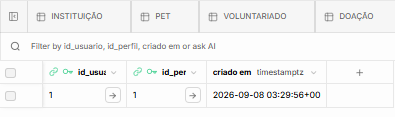 INSTITUIÇÃO PET VOLUNTARIADO DOAÇÃO
Filter by id_usuario, id_perfil, criado em or ask AI
id_usua id_per criado em timestamptz
1 1 2026-09-08 03:29:56+00